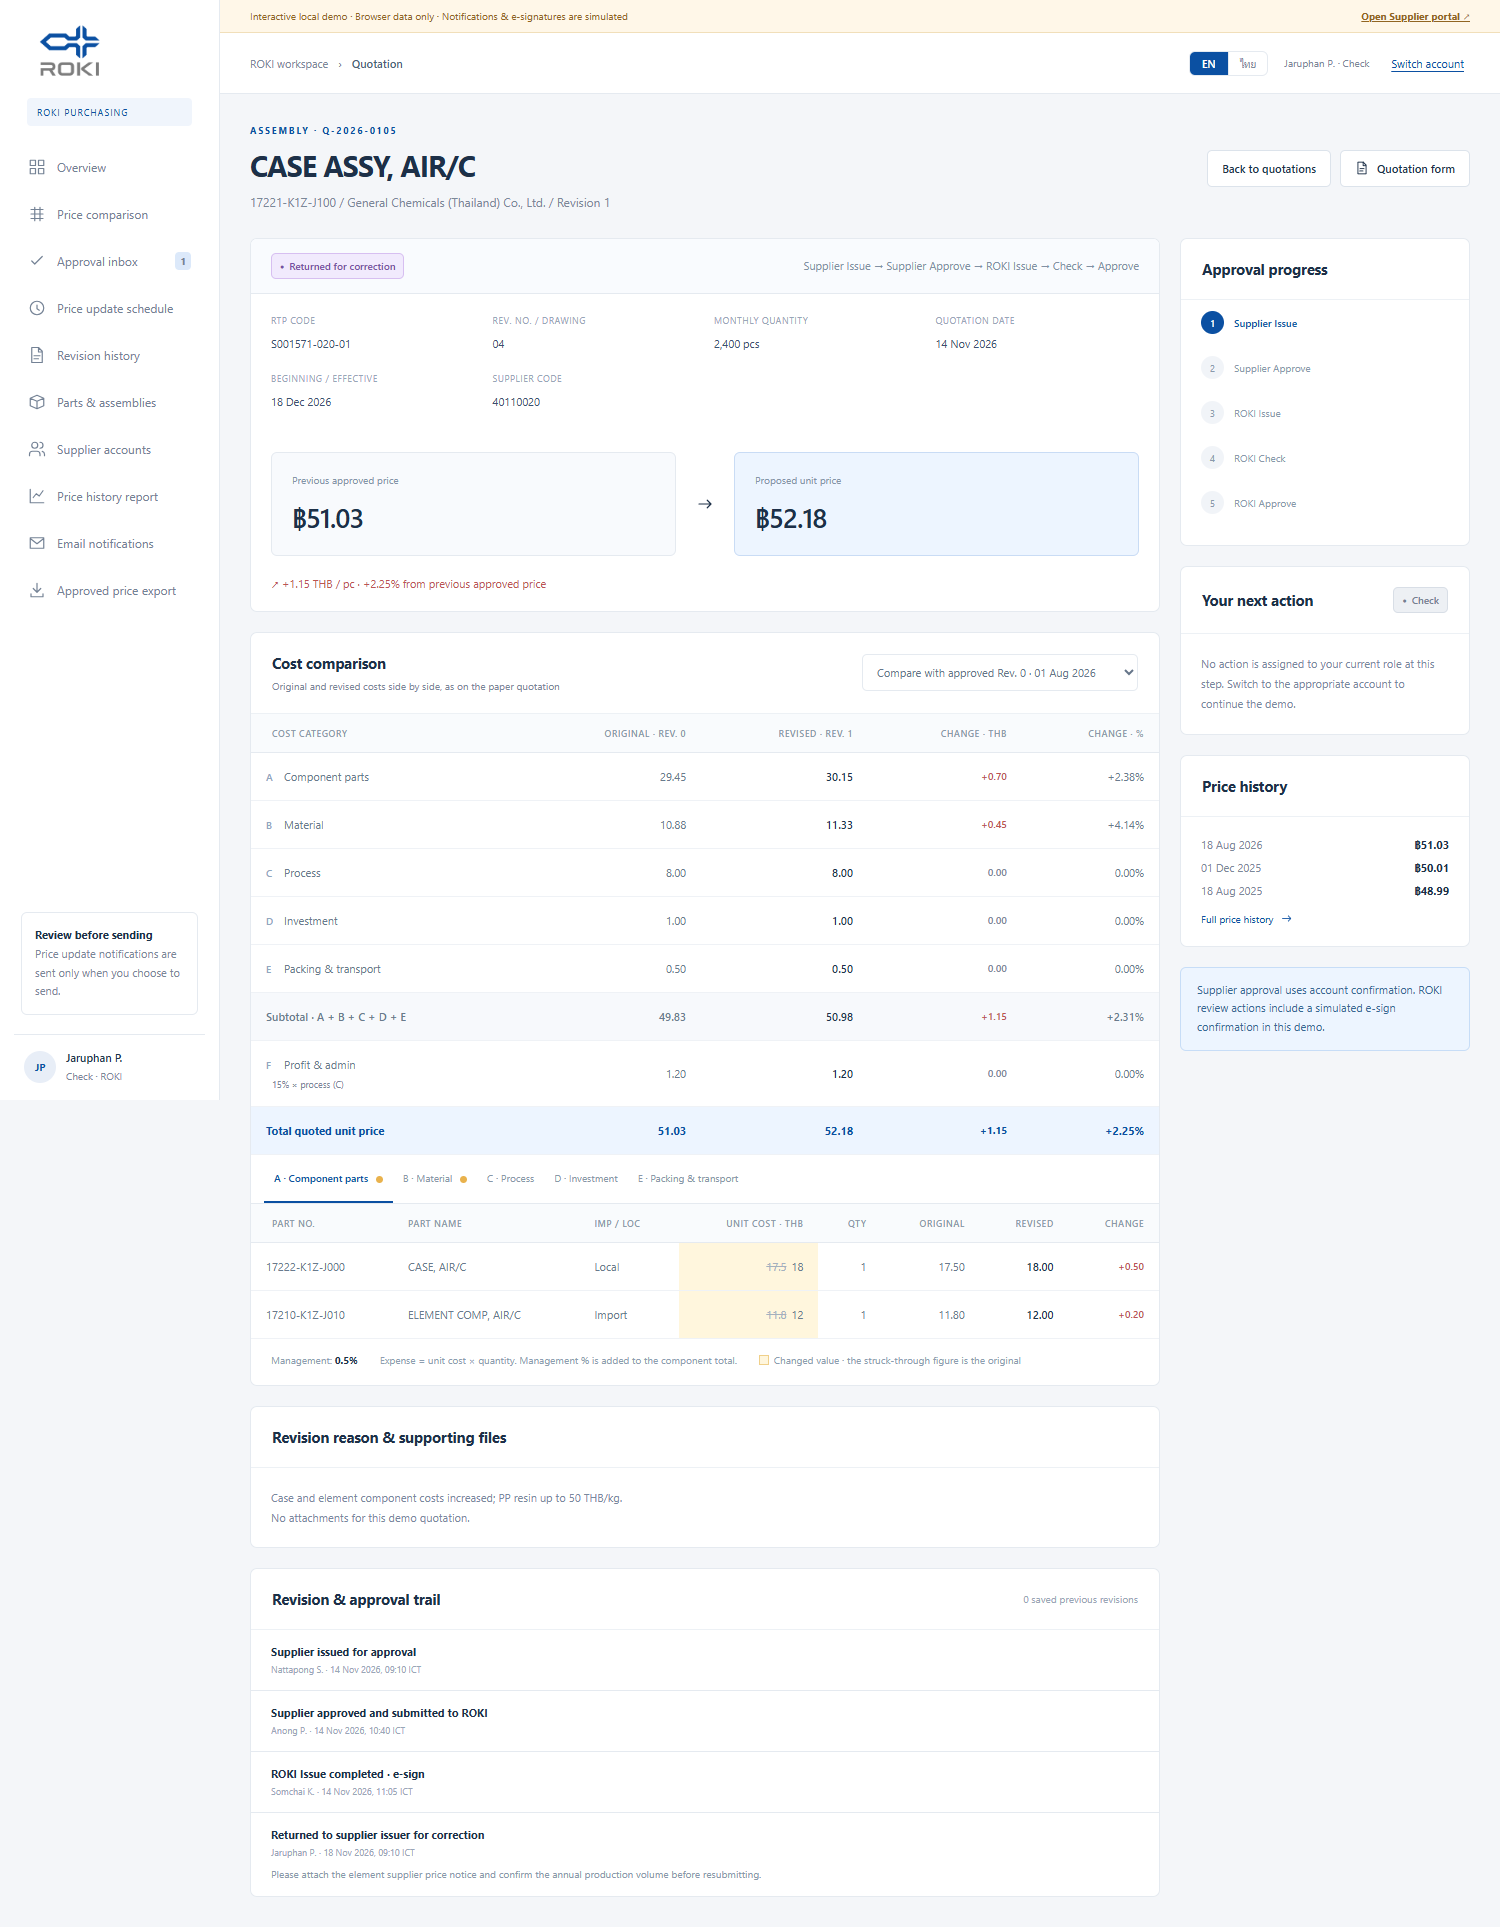 Interactive local demo · Browser data only · Notifications & e-signatures are simulated
Open Supplier portal ↗
ROKI
ROKI PURCHASING
Overview
Price comparison
Approval inbox 1
Price update schedule
Revision history
Parts & assemblies
Supplier accounts
Price history report
Email notifications
Approved price export
Review before sending
Price update notifications are
sent only when you choose to
send.
JP
Jaruphan P.
Check · ROKI
ROKI workspace › Quotation
EN ไทย Jaruphan P. · Check Switch account
ASSEMBLY · Q-2026-0105
CASE ASSY, AIR/C
17221-K1Z-J100 / General Chemicals (Thailand) Co., Ltd. / Revision 1
Back to quotations
Quotation form
• Returned for correction
Supplier Issue → Supplier Approve → ROKI Issue → Check → Approve
RTP CODE REV. NO. / DRAWING MONTHLY QUANTITY QUOTATION DATE
S001571-020-01 04 2,400 pcs 14 Nov 2026
BEGINNING / EFFECTIVE SUPPLIER CODE
18 Dec 2026 40110020
Previous approved price
฿51.03
→
Proposed unit price
฿52.18
↗ +1.15 THB / pc · +2.25% from previous approved price
Cost comparison
Original and revised costs side by side, as on the paper quotation
Compare with approved Rev. 0 · 01 Aug 2026
COST CATEGORY ORIGINAL · REV. 0 REVISED · REV. 1 CHANGE · THB CHANGE · %
A Component parts 29.45 30.15 +0.70 +2.38%
B Material 10.88 11.33 +0.45 +4.14%
C Process 8.00 8.00 0.00 0.00%
D Investment 1.00 1.00 0.00 0.00%
E Packing & transport 0.50 0.50 0.00 0.00%
Subtotal · A + B + C + D + E 49.83 50.98 +1.15 +2.31%
F Profit & admin 1.20 1.20 0.00 0.00%
15% × process (C)
Total quoted unit price 51.03 52.18 +1.15 +2.25%
A · Component parts B · Material C · Process D · Investment E · Packing & transport
PART NO. PART NAME IMP / LOC UNIT COST · THB QTY ORIGINAL REVISED CHANGE
17222-K1Z-J000 CASE, AIR/C Local 17.5 18 1 17.50 18.00 +0.50
17210-K1Z-J010 ELEMENT COMP, AIR/C Import 11.8 12 1 11.80 12.00 +0.20
Management: 0.5% Expense = unit cost × quantity. Management % is added to the component total. Changed value · the struck-through figure is the original
Revision reason & supporting files
Case and element component costs increased; PP resin up to 50 THB/kg.
No attachments for this demo quotation.
Revision & approval trail
0 saved previous revisions
Supplier issued for approval
Nattapong S. · 14 Nov 2026, 09:10 ICT
Supplier approved and submitted to ROKI
Anong P. · 14 Nov 2026, 10:40 ICT
ROKI Issue completed · e-sign
Somchai K. · 14 Nov 2026, 11:05 ICT
Returned to supplier issuer for correction
Jaruphan P. · 18 Nov 2026, 09:10 ICT
Please attach the element supplier price notice and confirm the annual production volume before resubmitting.
Approval progress
1 Supplier Issue
2 Supplier Approve
3 ROKI Issue
4 ROKI Check
5 ROKI Approve
Your next action
• Check
No action is assigned to your current role at this
step. Switch to the appropriate account to
continue the demo.
Price history
18 Aug 2026 ฿51.03
01 Dec 2025 ฿50.01
18 Aug 2025 ฿48.99
Full price history →
Supplier approval uses account confirmation. ROKI
review actions include a simulated e-sign
confirmation in this demo.